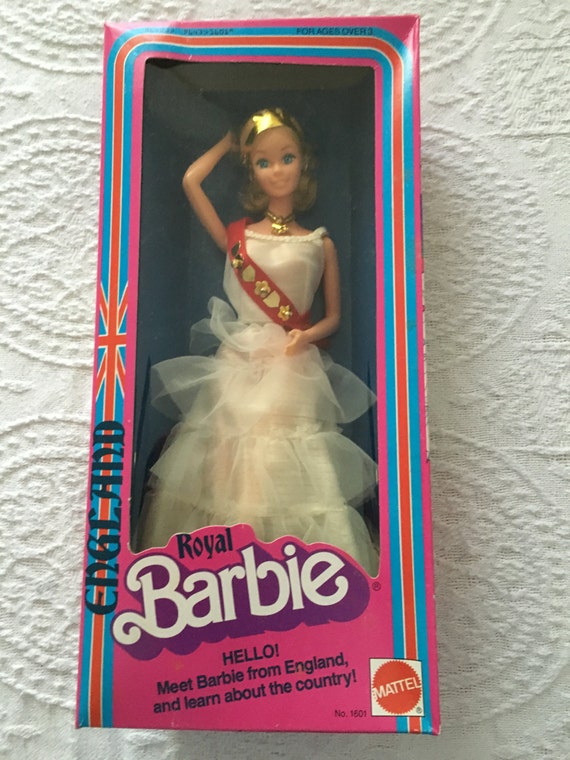 FOR AGES OVER 3
ENGLAND
Royal
Barbie®
HELLO!
Meet Barbie from England,
and learn about the country!
MATTEL
®
No. 1601